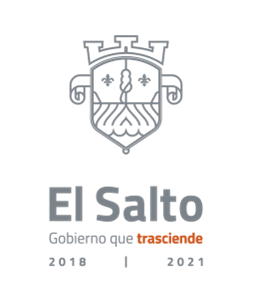 El Salto
Gobierno que trasciende
2018 | 2021